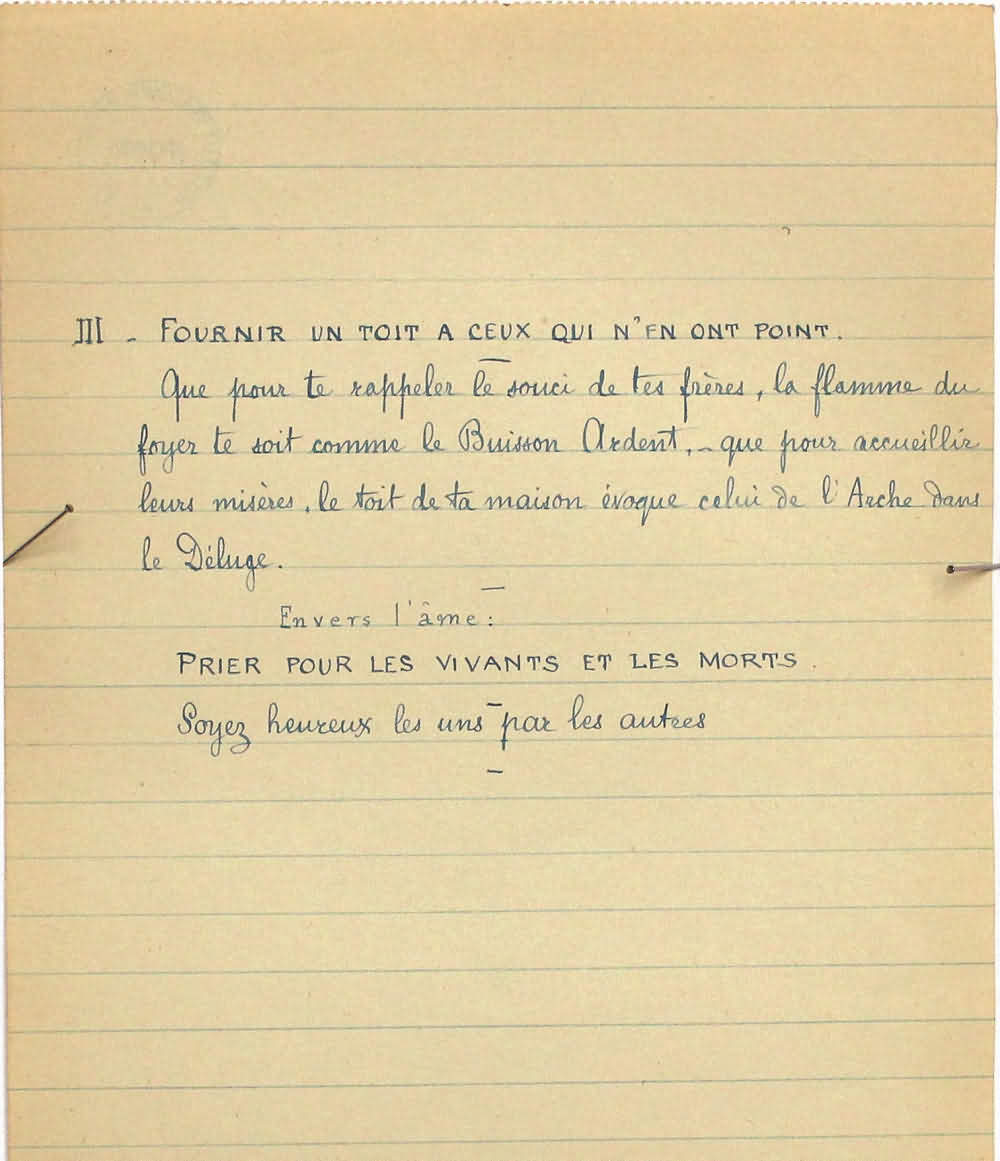 III - FOURNIR UN TOIT A CEUX QUI N'EN ONT POINT.
—
Que pour te rappeler le souci de tes frères, la flamme du
foyer te soit comme le Buisson Ardent, - que pour accueillir
leurs misères, le toit de ta maison évoque celui de l'Arche dans
le Déluge.
—
Envers l'âme :
PRIER POUR LES VIVANTS ET LES MORTS.
—
Soyez heureux les uns par les autres
—